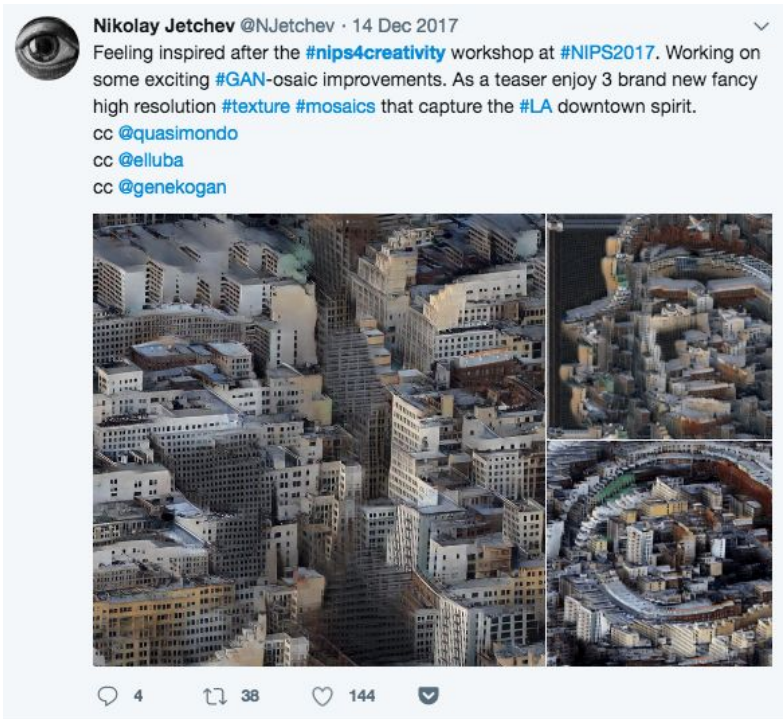 Nikolay Jetchev @NJetchev · 14 Dec 2017
Feeling inspired after the #nips4creativity workshop at #NIPS2017. Working on
some exciting #GAN-osaic improvements. As a teaser enjoy 3 brand new fancy
high resolution #texture #mosaics that capture the #LA downtown spirit.
cc @quasimondo
cc @elluba
cc @genekogan
4 38 144